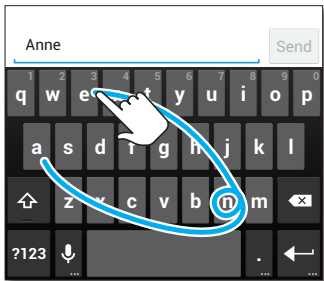 Anne
Send
1 2 3 4 5 6 7 8 9 0
q w e t y u i o p
a s d f g h j k l
z x c v b n m
?123 ... . ...